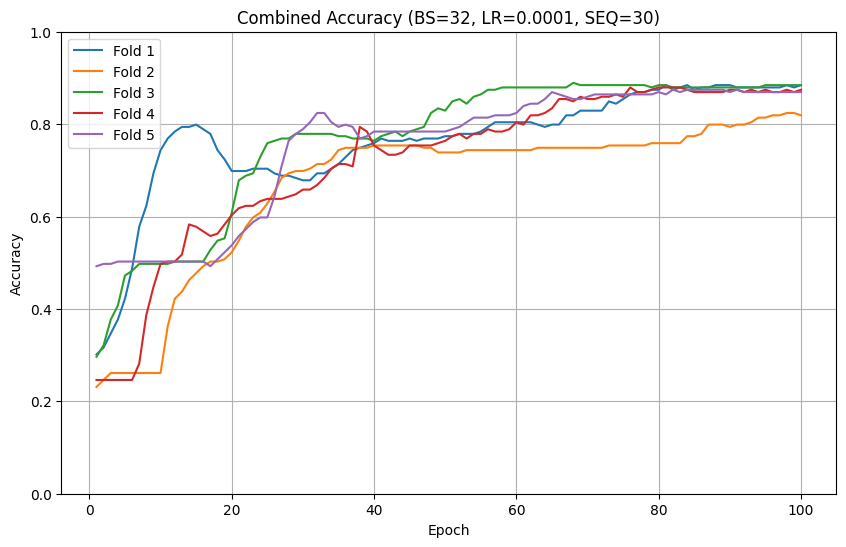 Combined Accuracy (BS=32, LR=0.0001, SEQ=30)
1.0
Fold 1
Fold 2
Fold 3
Fold 4
Fold 5
0.8
0.6
Accuracy
0.4
0.2
0.0
0 20 40 60 80 100
Epoch